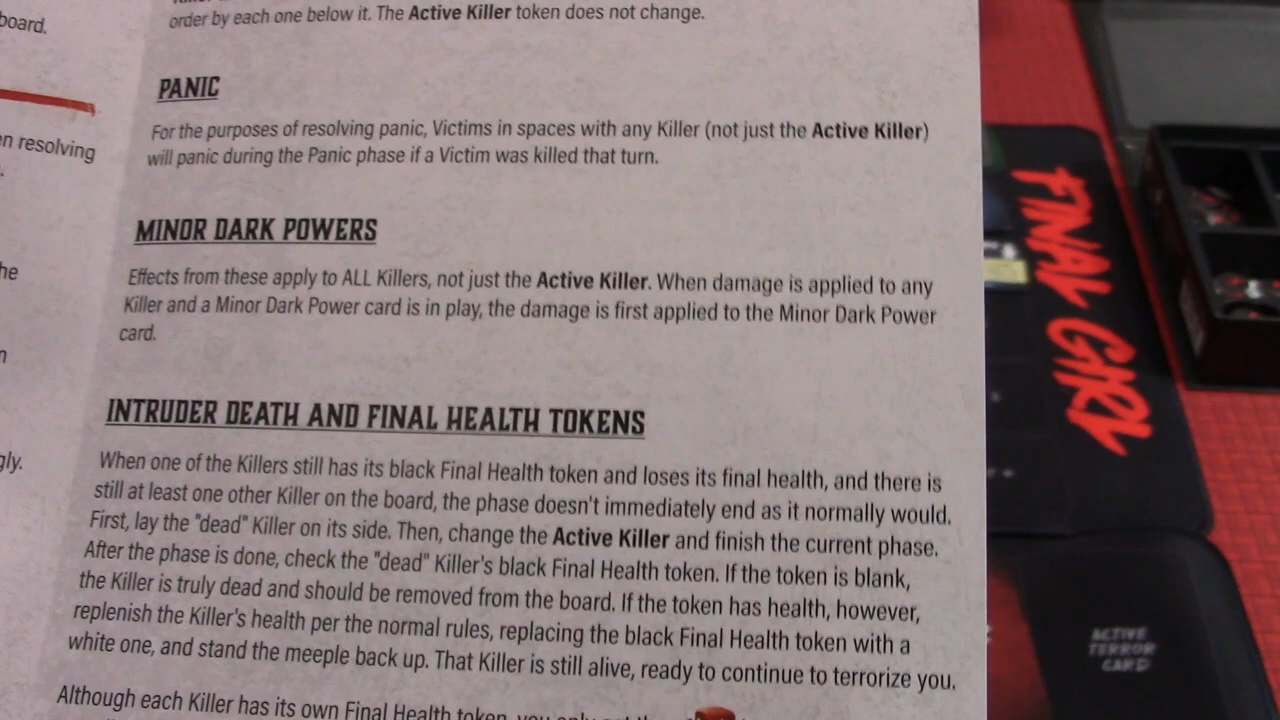 board.
en resolving
he
n
gly.
order by each one below it. The Active Killer token does not change.
PANIC
For the purposes of resolving panic, Victims in spaces with any Killer (not just the Active Killer)
will panic during the Panic phase if a Victim was killed that turn.
MINOR DARK POWERS
Effects from these apply to ALL Killers, not just the Active Killer. When damage is applied to any
Killer and a Minor Dark Power card is in play, the damage is first applied to the Minor Dark Power
card.
INTRUDER DEATH AND FINAL HEALTH TOKENS
When one of the Killers still has its black Final Health token and loses its final health, and there is
still at least one other Killer on the board, the phase doesn't immediately end as it normally would.
First, lay the "dead" Killer on its side. Then, change the Active Killer and finish the current phase.
After the phase is done, check the "dead" Killer's black Final Health token. If the token is blank,
the Killer is truly dead and should be removed from the board. If the token has health, however,
replenish the Killer's health per the normal rules, replacing the black Final Health token with a
white one, and stand the meeple back up. That Killer is still alive, ready to continue to terrorize you.
Although each Killer has its own Final Health token, you only
FINAL GIRL
ACTIVE
TERROR
CARD